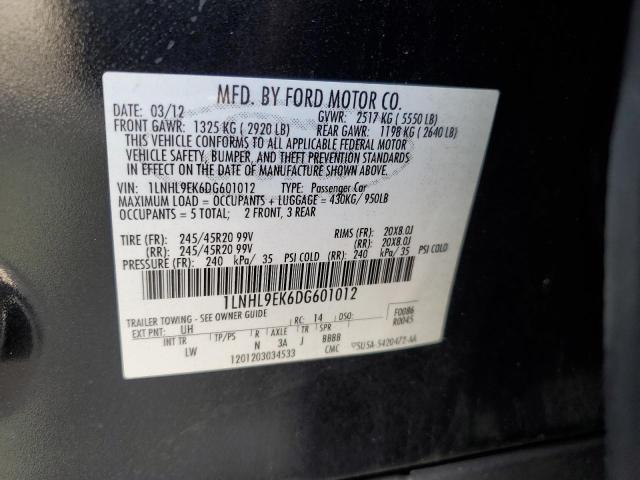 MFD. BY FORD MOTOR CO.
DATE: 03/12 GVWR: 2517 KG ( 5550 LB)
FRONT GAWR: 1325 KG ( 2920 LB) REAR GAWR: 1198 KG ( 2640 LB)
THIS VEHICLE CONFORMS TO ALL APPLICABLE FEDERAL MOTOR
VEHICLE SAFETY, BUMPER, AND THEFT PREVENTION STANDARDS
IN EFFECT ON THE DATE OF MANUFACTURE SHOWN ABOVE.
VIN: 1LNHL9EK6DG601012 TYPE: Passenger Car
MAXIMUM LOAD = OCCUPANTS + LUGGAGE = 430KG/ 950LB
OCCUPANTS = 5 TOTAL; 2 FRONT, 3 REAR
TIRE (FR): 245/45R20 99V RIMS (FR): 20X8.0J
(RR): 245/45R20 99V (RR): 20X8.0J
PRESSURE (FR): 240 kPa/ 35 PSI COLD (RR): 240 kPa/ 35 PSI COLD
1LNHL9EK6DG601012
TRAILER TOWING - SEE OWNER GUIDE
F0086
R0045
EXT PNT: UH RC: 14 DSO:
INT TR TP/PS R AXLE TR SPR
LW N 3A J BBBB
1201203034533 CMC 5U5A-5420472-AA